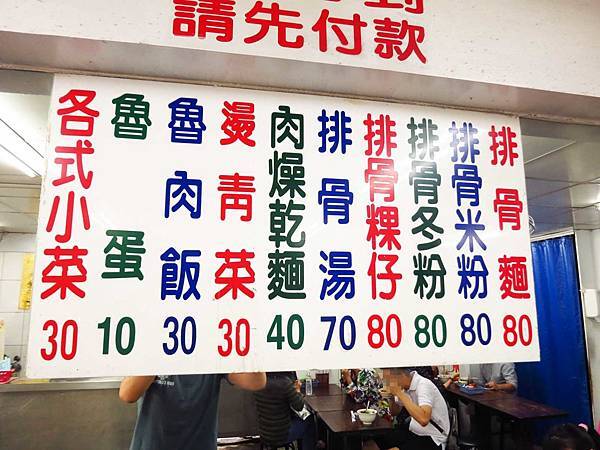 請先付款
排骨麵 80
排骨米粉 80
排骨冬粉 80
排骨粿仔 80
排骨湯 70
肉燥乾麵 40
燙青菜 30
魯肉飯 30
魯蛋 10
各式小菜 30